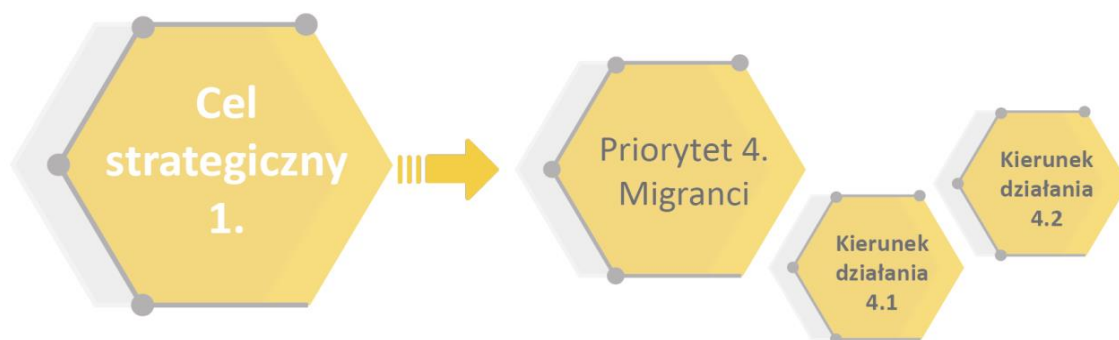 Cel
strategiczny
1.
Priorytet 4.
Migranci
Kierunek
działania
4.1
Kierunek
działania
4.2